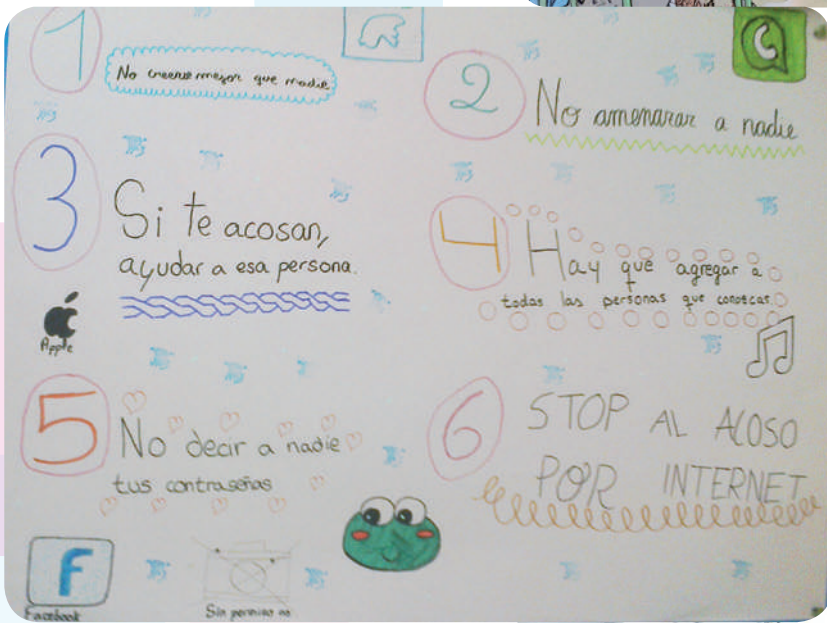 1
No creerse mejor que nadie
2
No amenazar a nadie
3
Si te acosan,
ayudar a esa persona.
4
Hay que agregar a
todas las personas que conozcas
Apple
5
No decir a nadie
tus contraseñas
6
STOP AL ACOSO
POR INTERNET
f
Facebook
Sin permiso no